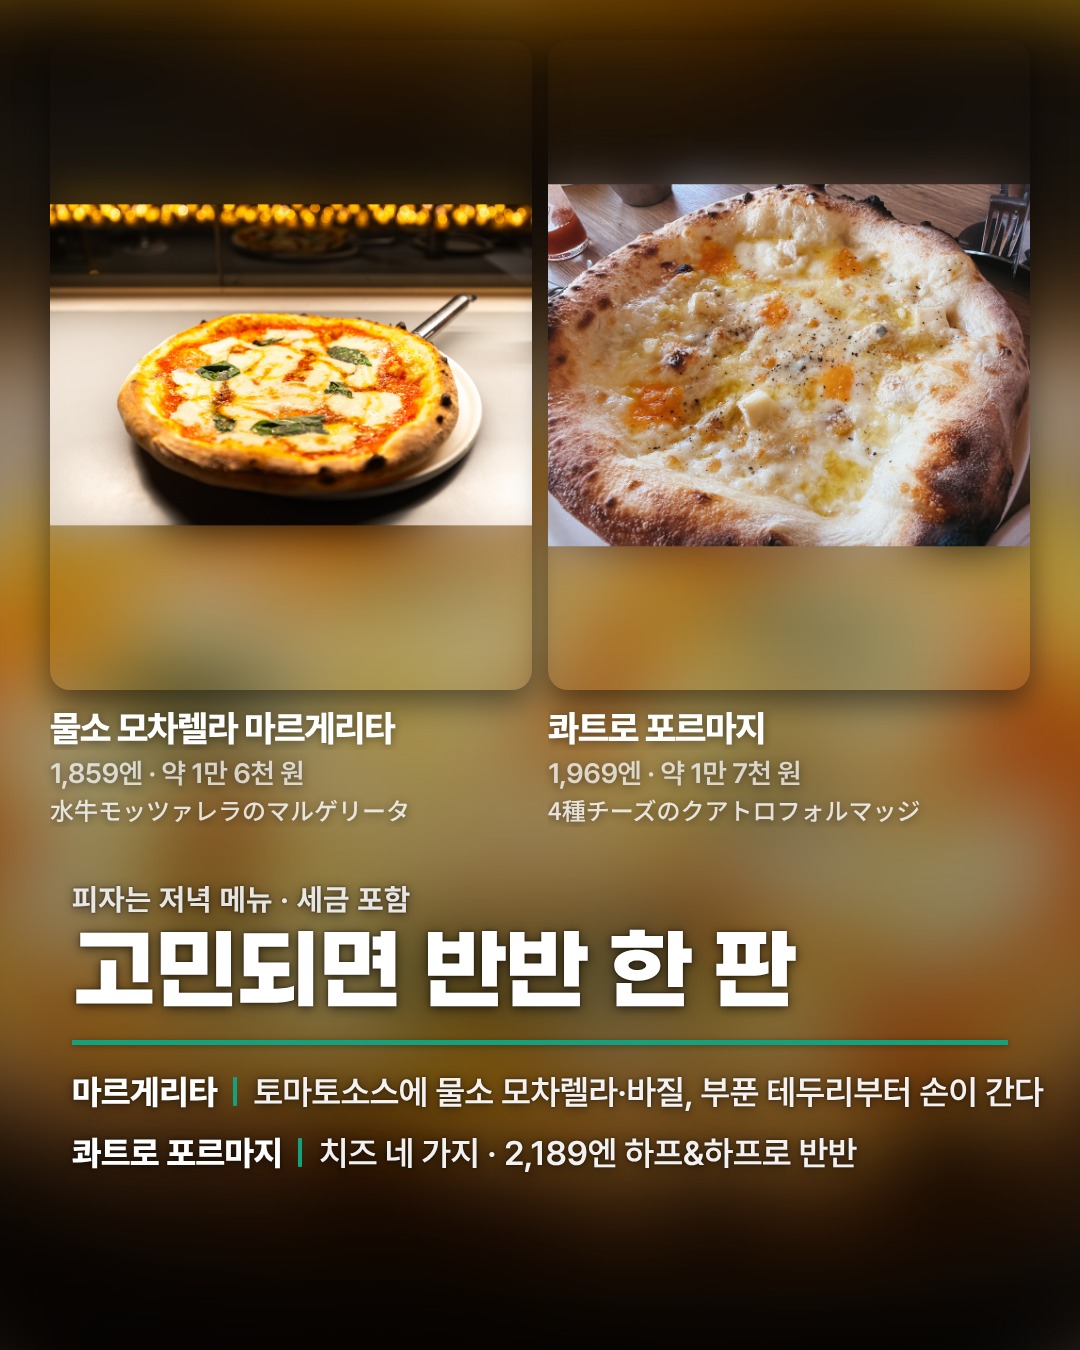 물소 모차렐라 마르게리타
1,859엔 · 약 1만 6천 원
水牛モッツァレラのマルゲリータ
콰트로 포르마지
1,969엔 · 약 1만 7천 원
4種チーズのクアトロフォルマッジ
피자는 저녁 메뉴 · 세금 포함
고민되면 반반 한 판
마르게리타 | 토마토소스에 물소 모차렐라·바질, 부푼 테두리부터 손이 간다
콰트로 포르마지 | 치즈 네 가지 · 2,189엔 하프&하프로 반반